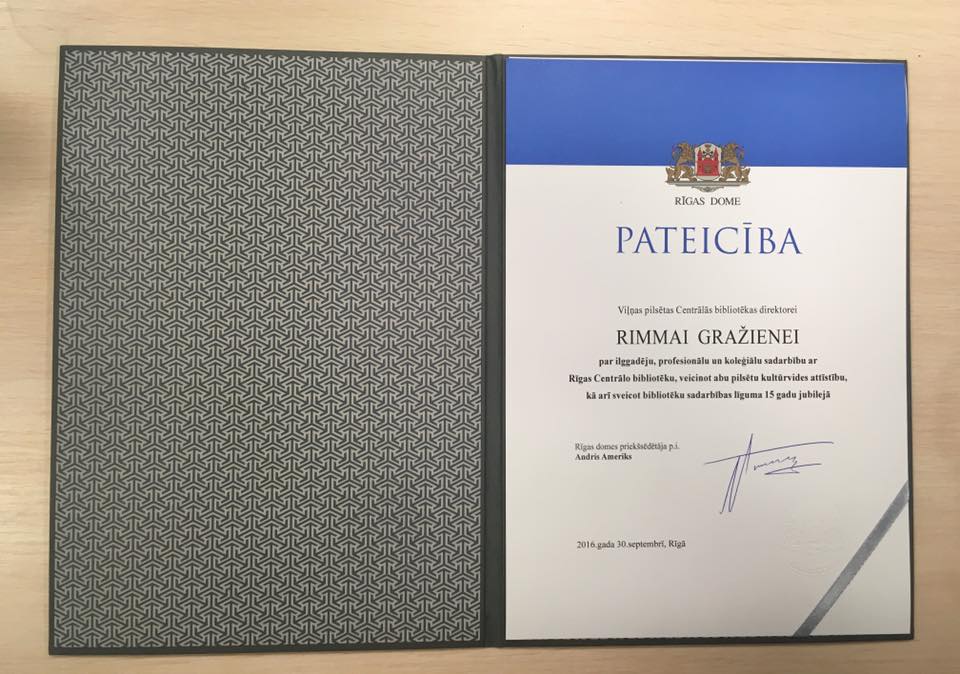 RĪGAS DOME
PATEICĪBA
Viļņas pilsētas Centrālās bibliotēkas direktorei
RIMMAI GRAŽIENEI
par ilggadēju, profesionālu un koleģiālu sadarbību ar
Rīgas Centrālo bibliotēku, veicinot abu pilsētu kultūrvides attīstību,
kā arī sveicot bibliotēku sadarbības līguma 15 gadu jubilejā
Rīgas domes priekšsēdētāja p.i.
Andris Ameriks
2016.gada 30.septembrī, Rīgā